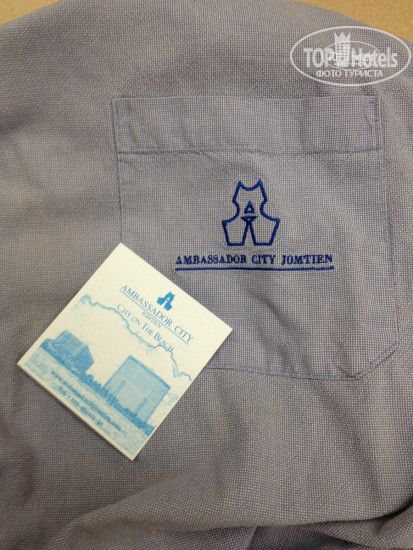 TOP Hotels
ФОТО ТУРИСТА
AMBASSADOR CITY JOMTIEN
AMBASSADOR CITY
JOMTIEN
CITY ON THE BEACH